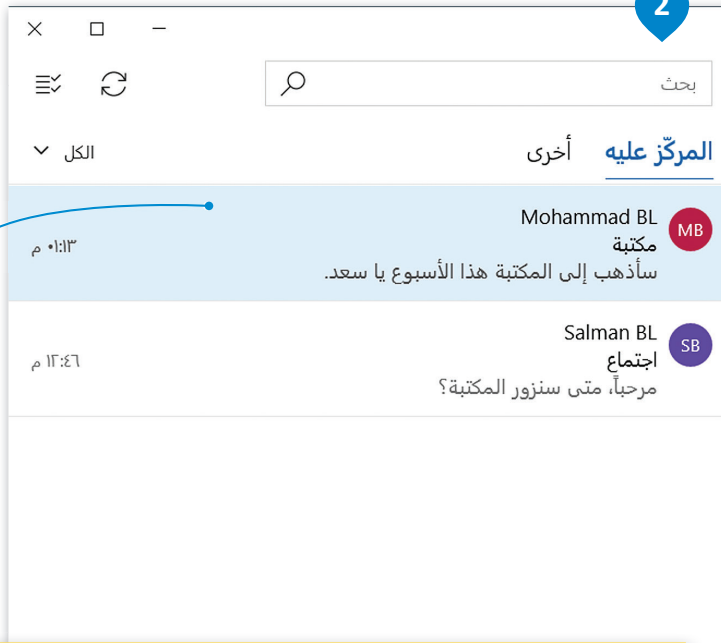 2
بحث
المركّز عليه أخرى الكل
Mohammad BL
MB
مكتبة
٠١:١٣ م
سأذهب إلى المكتبة هذا الأسبوع يا سعد.
Salman BL
SB
اجتماع
١٢:٤٦ م
مرحباً، متى سنزور المكتبة؟